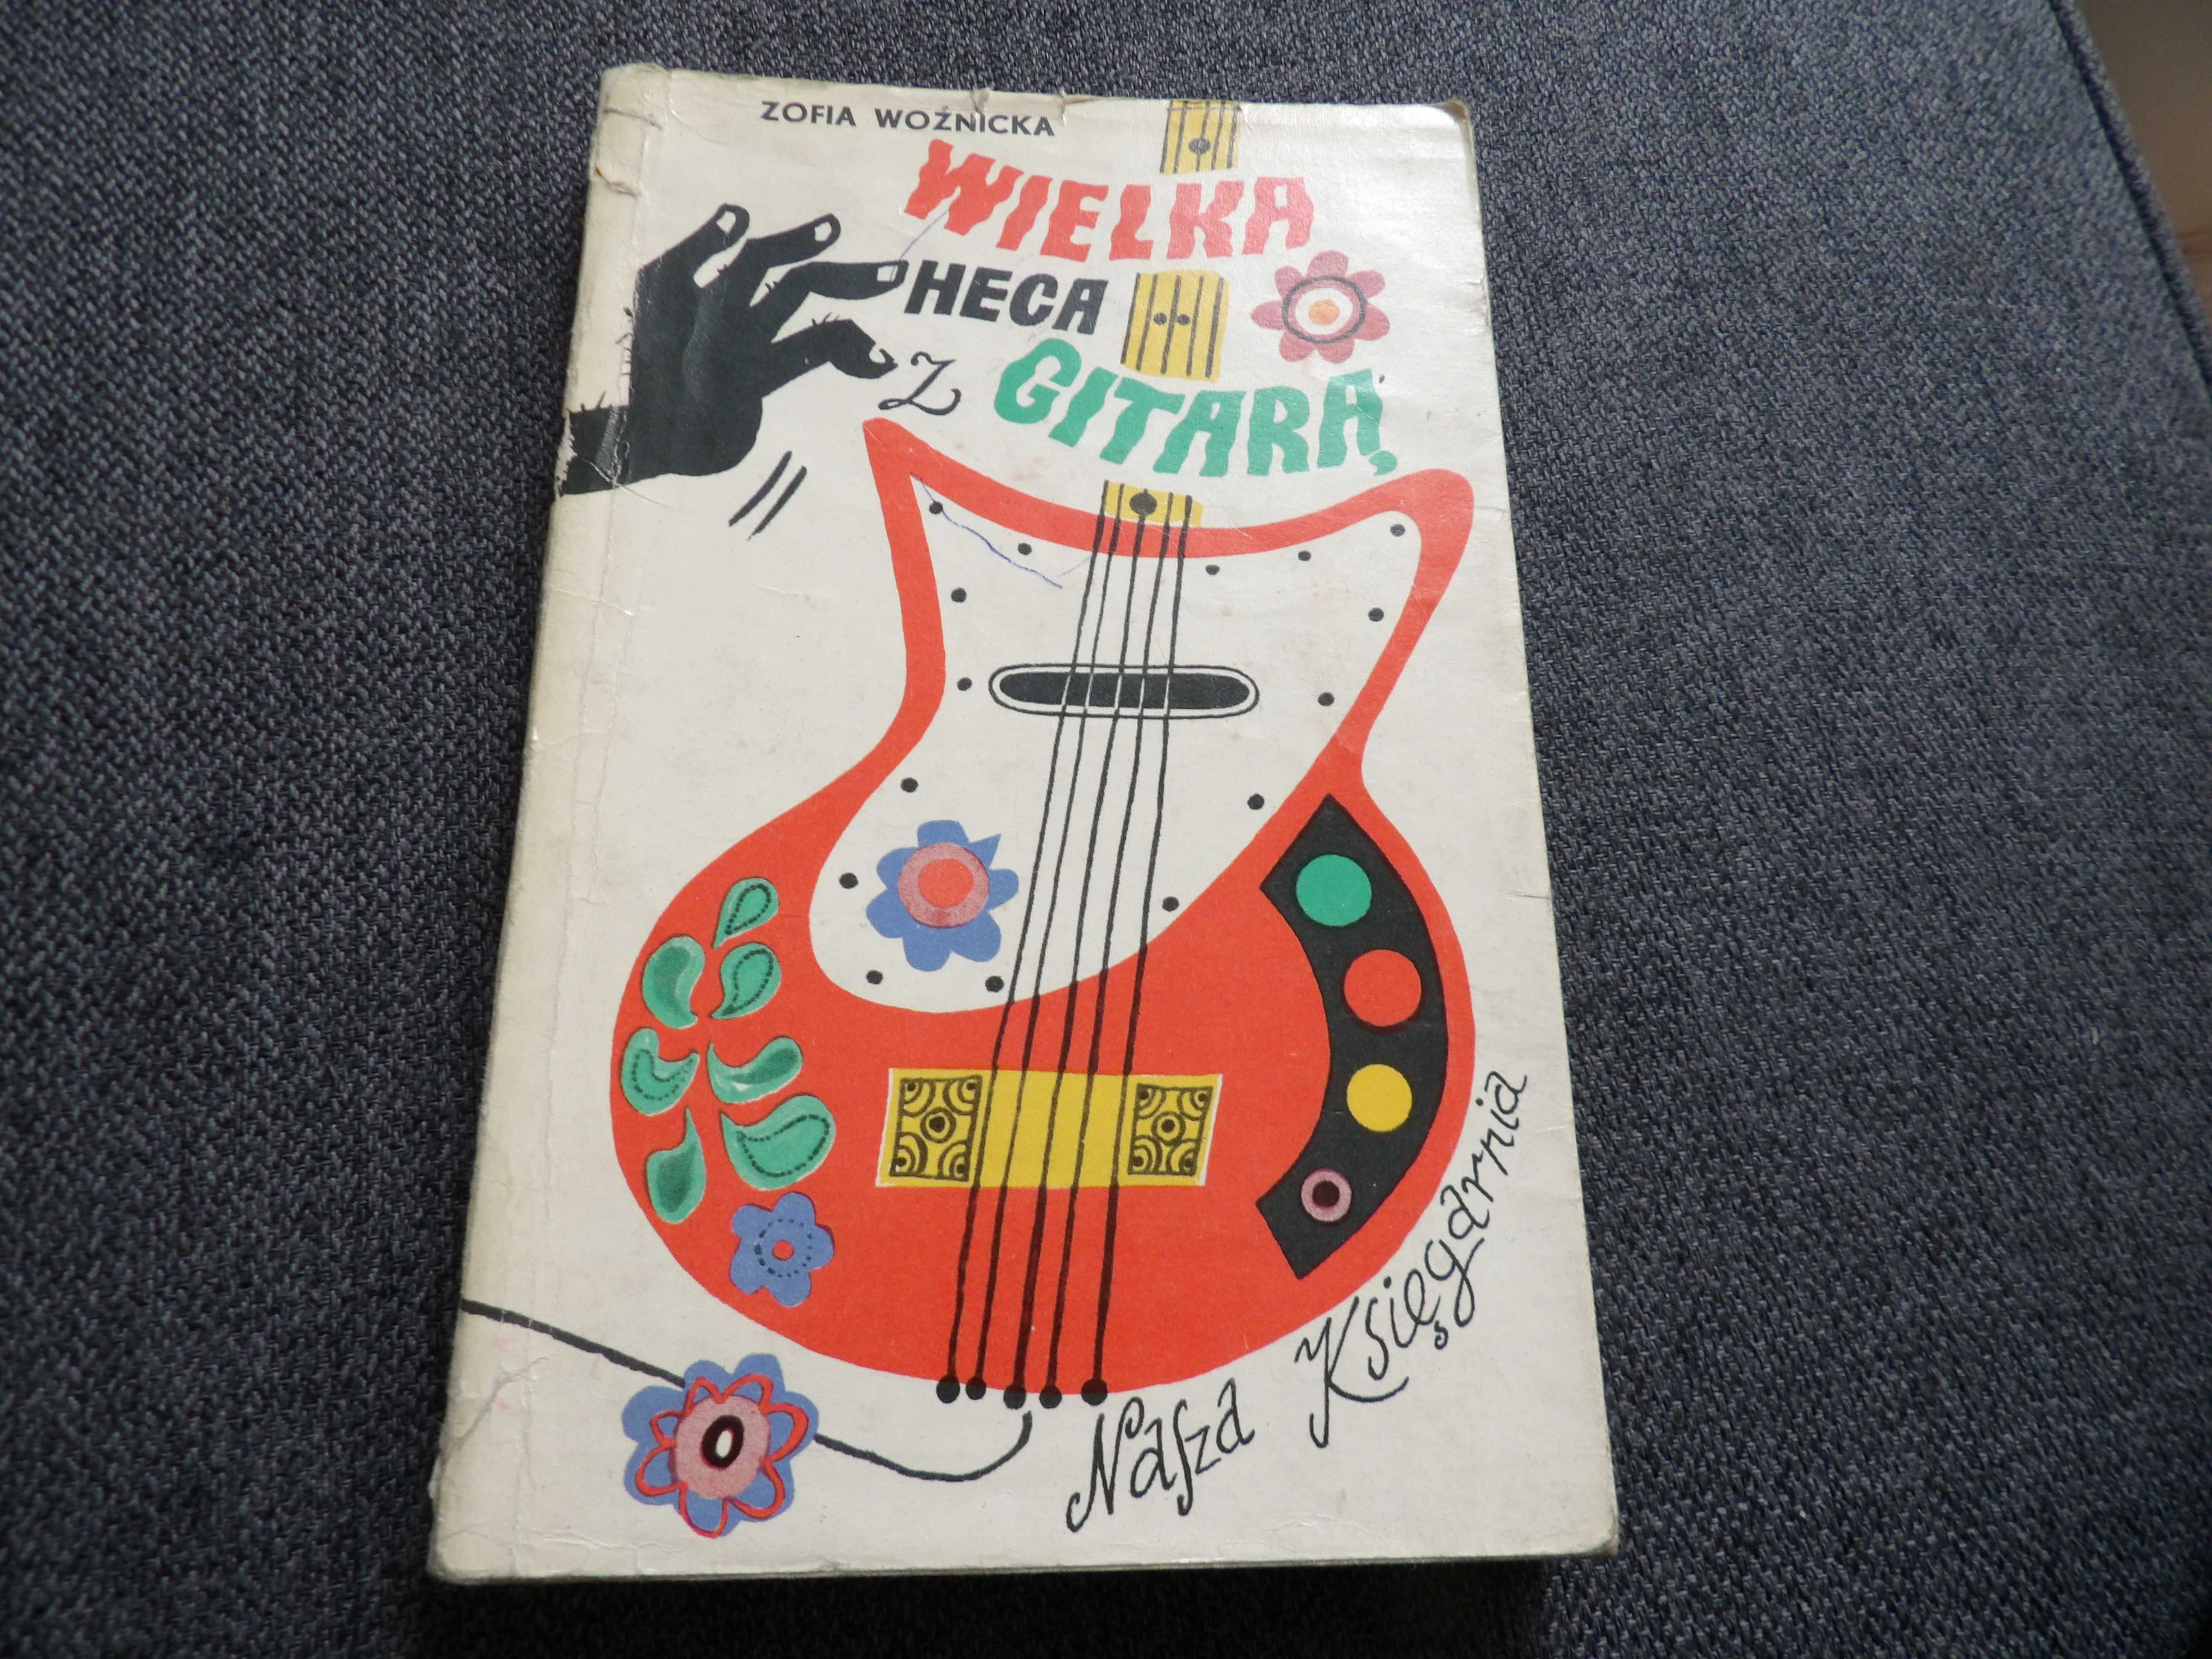 ZOFIA WOŹNICKA
WIELKA
HECA
z GITARĄ
Nasza Księgarnia